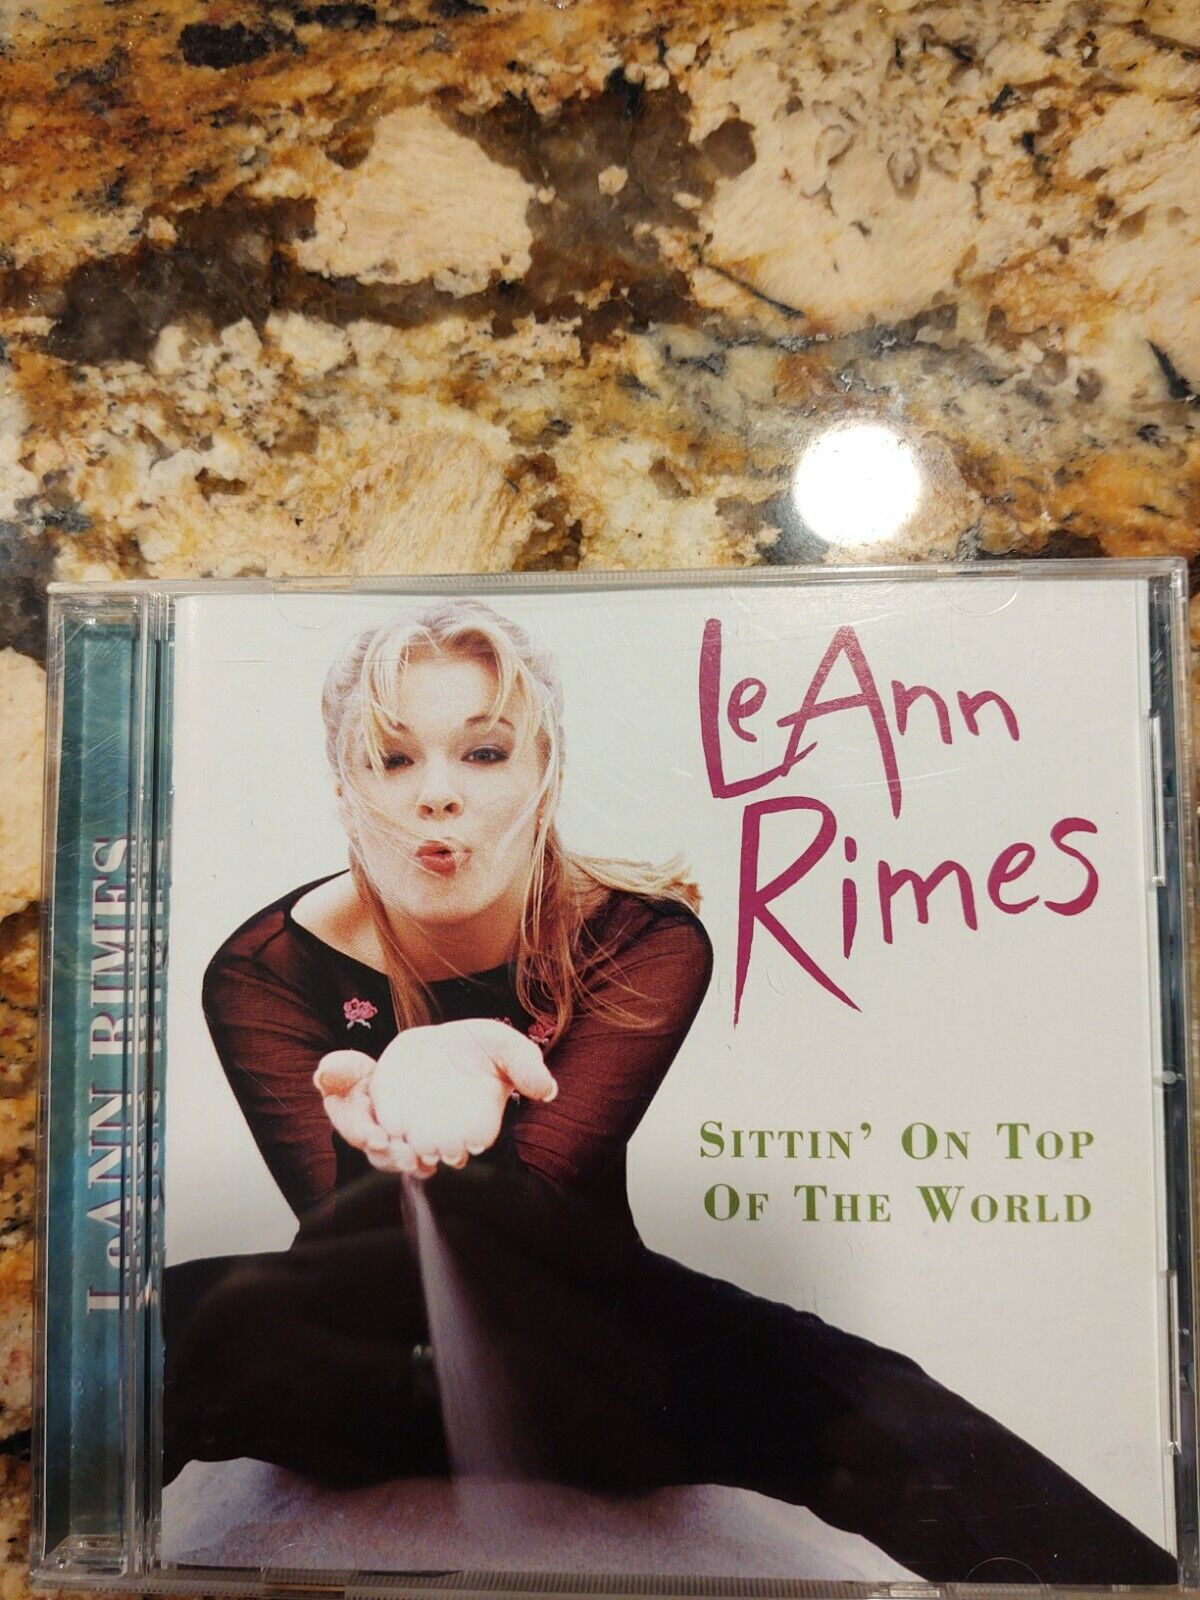 LeAnn
Rimes
SITTIN' ON TOP
OF THE WORLD
LEANN RIMES